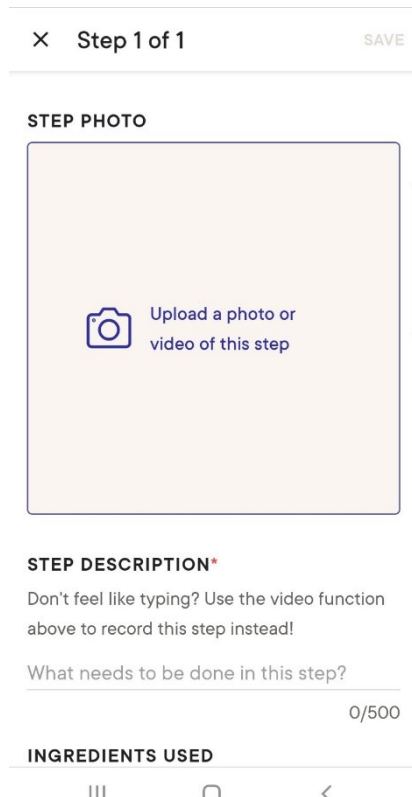 Step 1 of 1
SAVE
STEP PHOTO
Upload a photo or
video of this step
STEP DESCRIPTION*
Don't feel like typing? Use the video function
above to record this step instead!
What needs to be done in this step?
0/500
INGREDIENTS USED